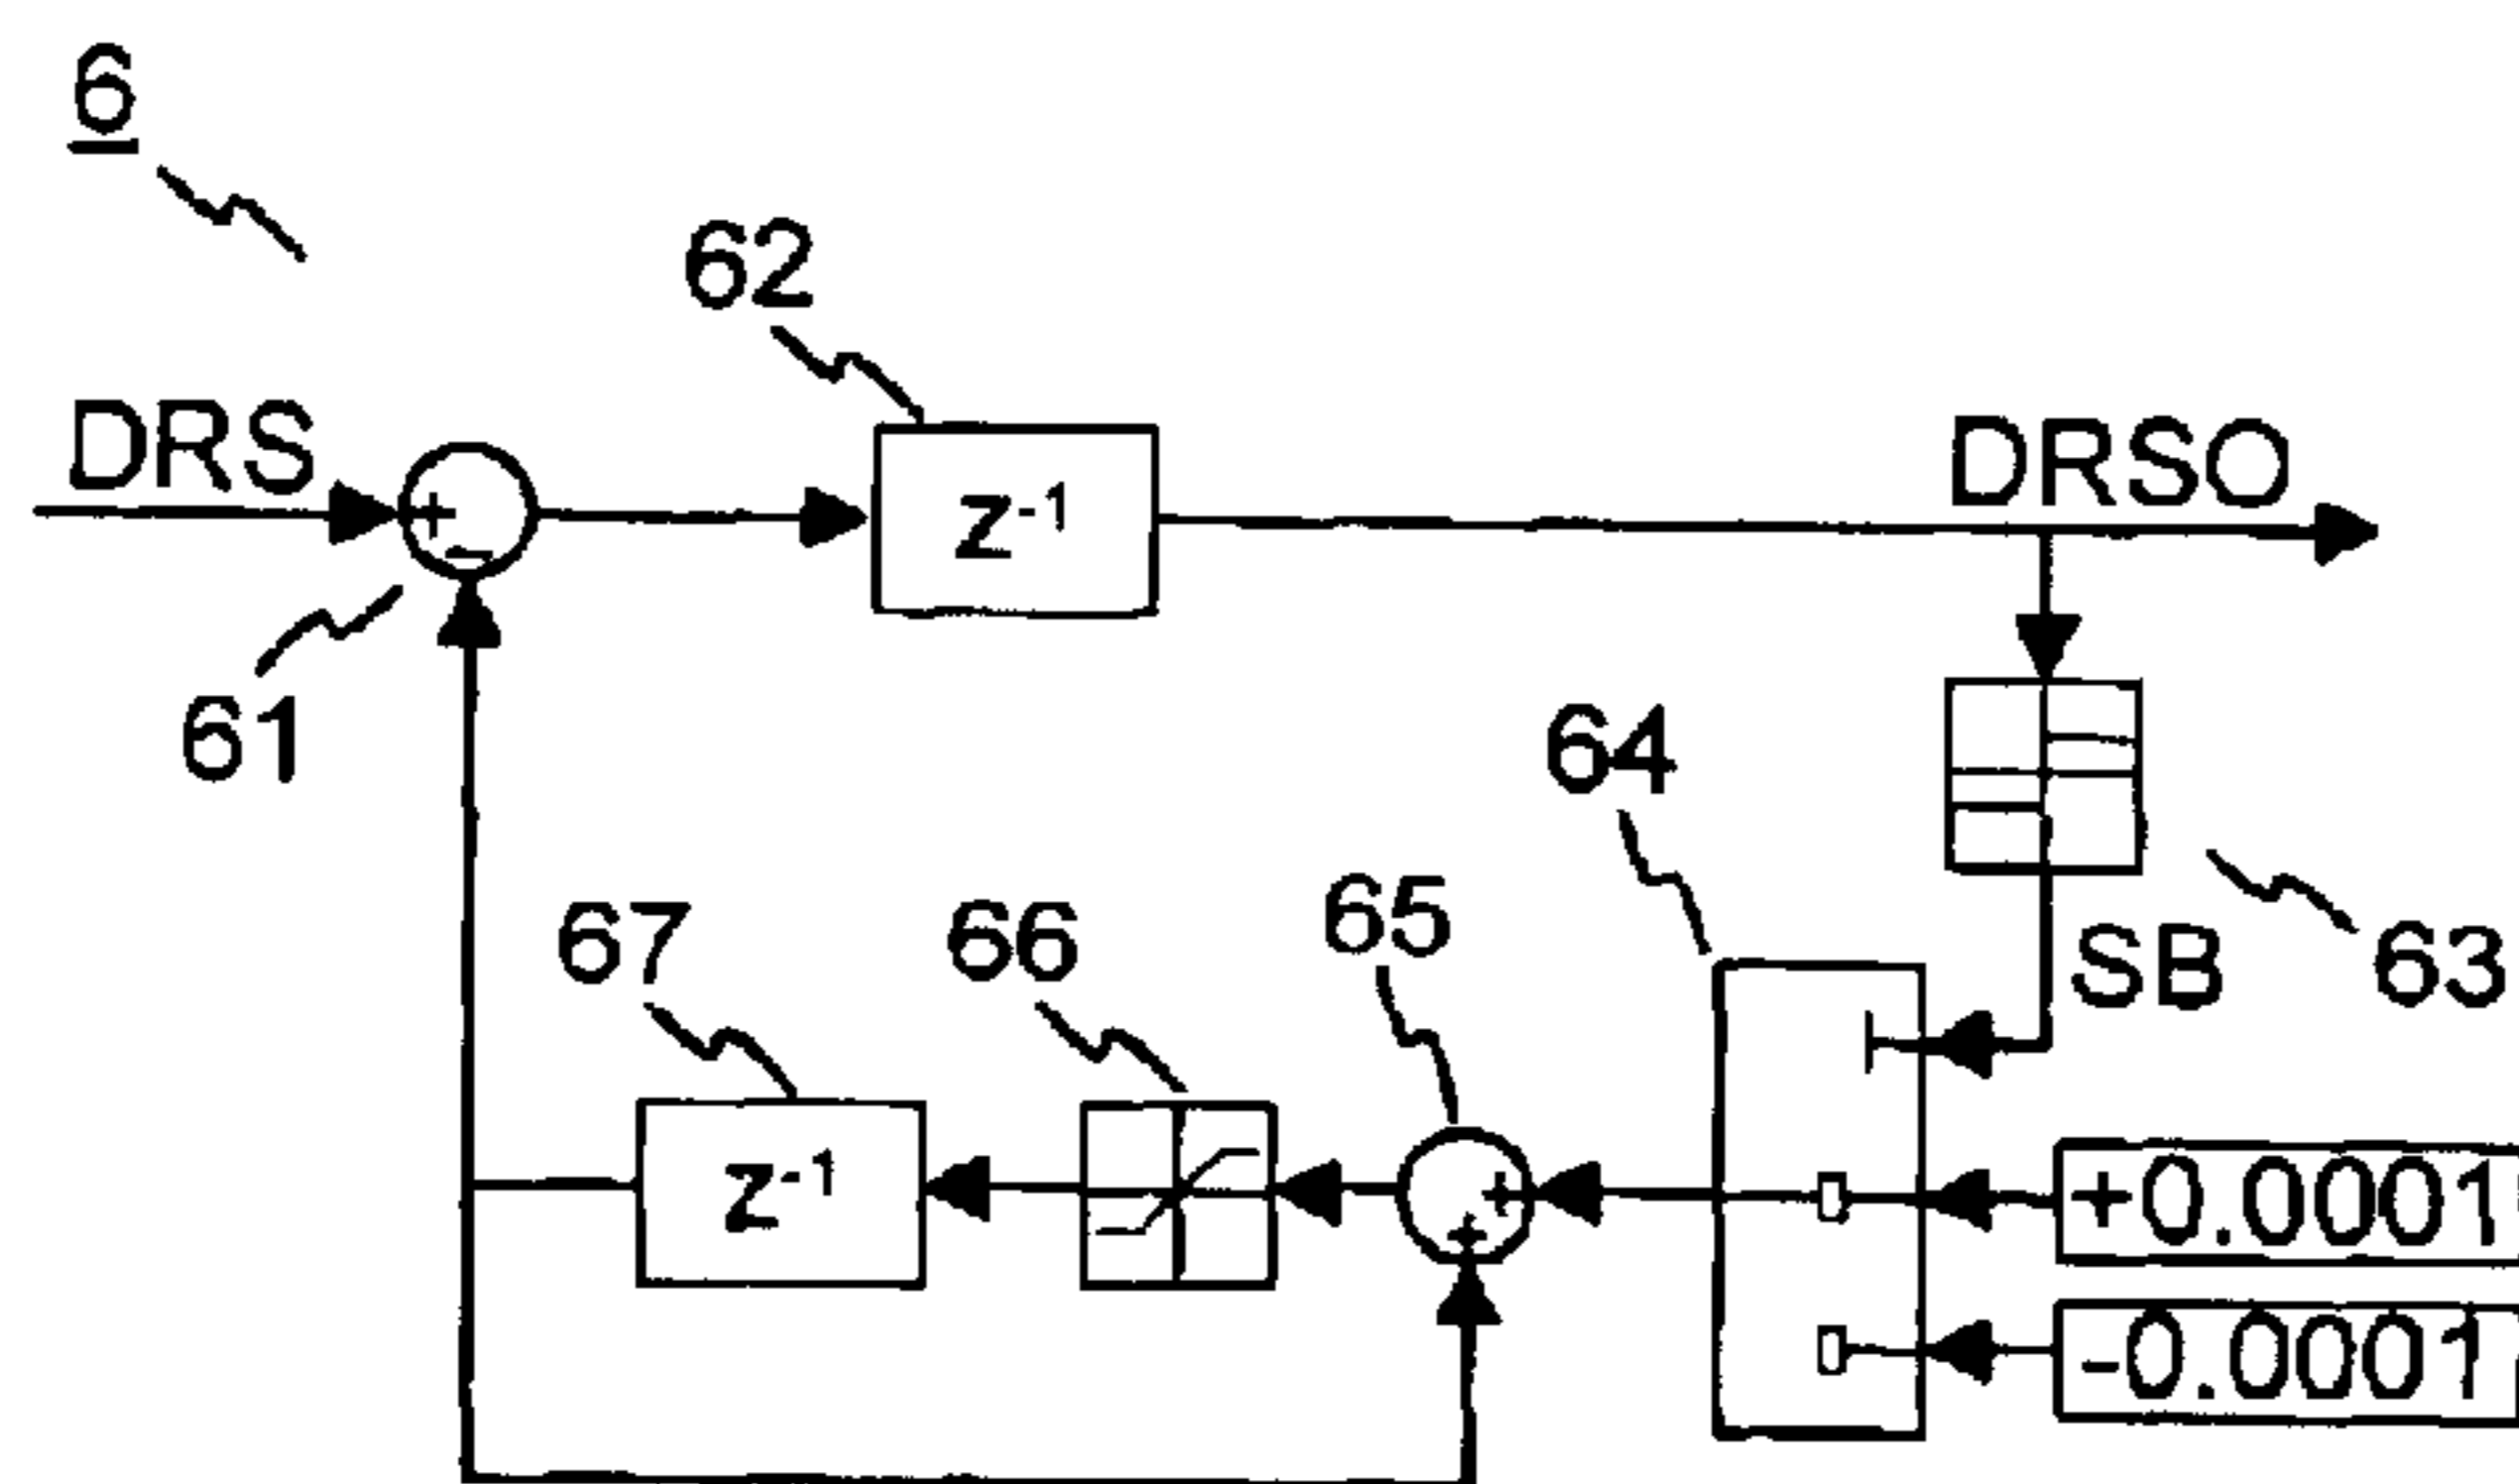 6
62
DRS
+
−
z-1
DRSO
61
64
63
SB
67
66
65
z-1
+
+
+0.0001
-0.0001